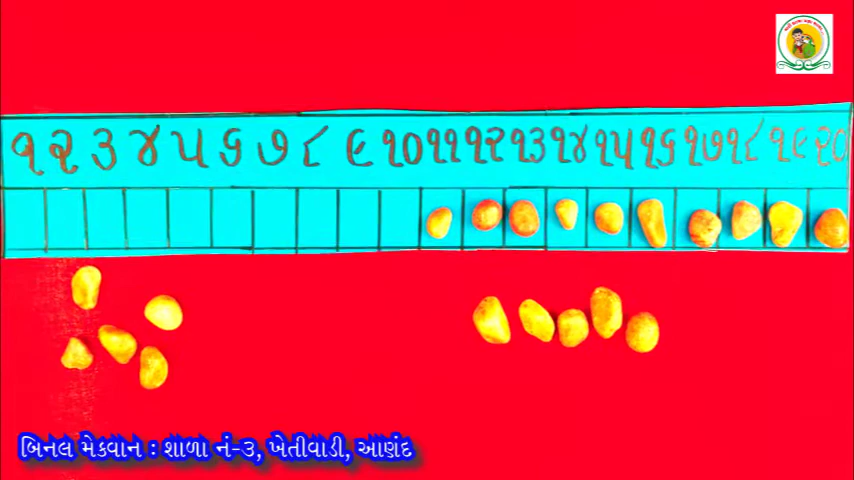 ૧ ૨ ૩ ૪ ૫ ૬ ૭ ૮ ૯ ૧૦ ૧૧ ૧૨ ૧૩ ૧૪ ૧૫ ૧૬ ૧૭ ૧૮ ૧૯ ૨૦
બિનલ મેકવાન : શાળા નં-૩, ખેતીવાડી, આણંદ